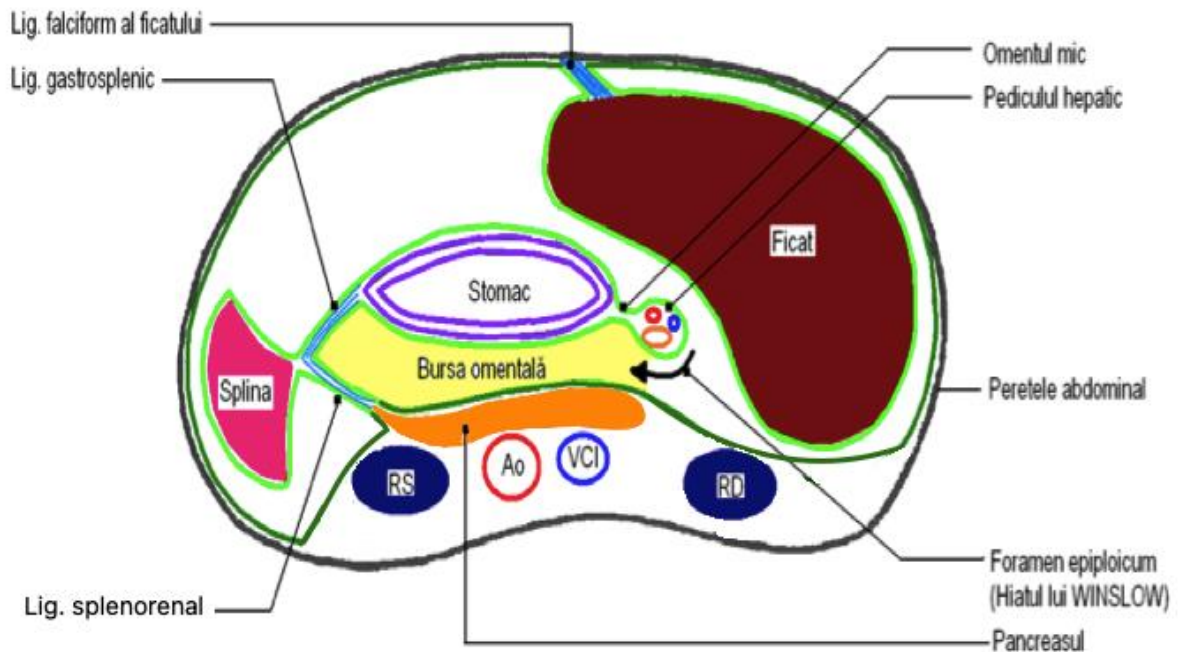 Lig. falciform al ficatului
Lig. gastrosplenic
Omentul mic
Pediculul hepatic
Ficat
Stomac
Bursa omentală
Splina
Peretele abdominal
RS
Ao
VCI
RD
Foramen epiploicum
(Hiatul lui WINSLOW)
Lig. splenorenal
Pancreasul